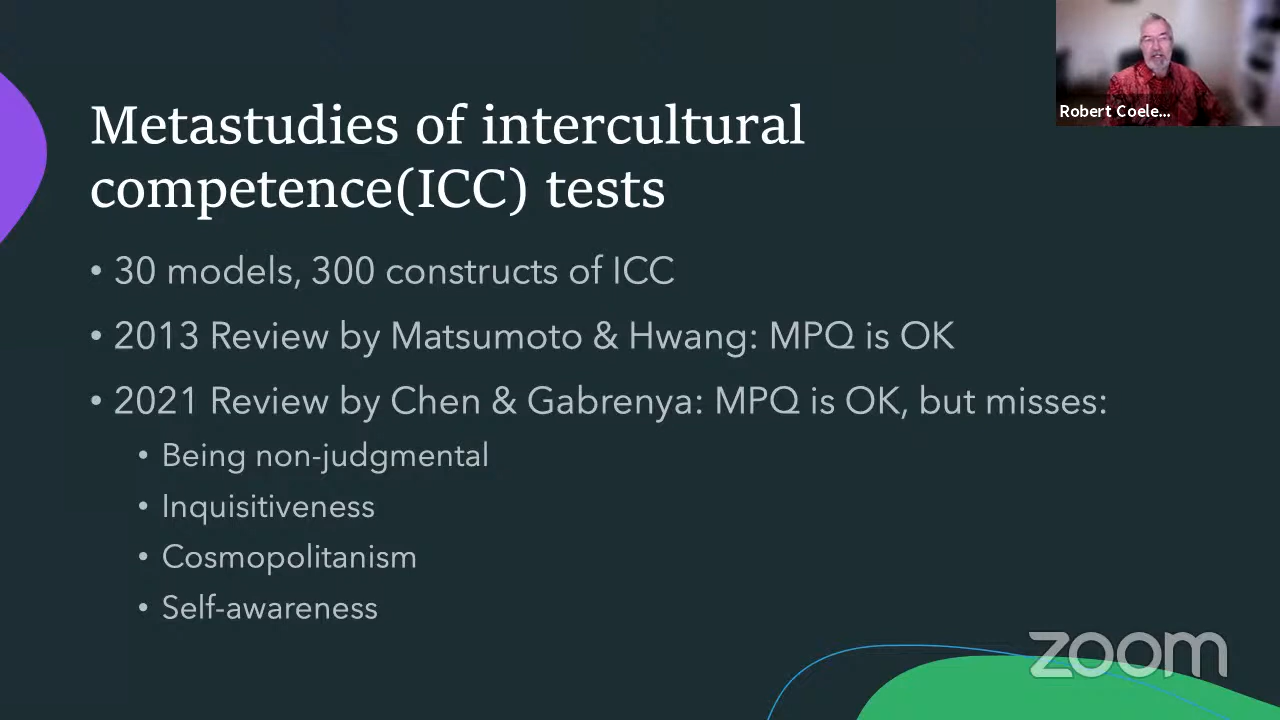 Robert Coele...
Metastudies of intercultural
competence(ICC) tests
• 30 models, 300 constructs of ICC
• 2013 Review by Matsumoto & Hwang: MPQ is OK
• 2021 Review by Chen & Gabrenya: MPQ is OK, but misses:
• Being non-judgmental
• Inquisitiveness
• Cosmopolitanism
• Self-awareness
zoom